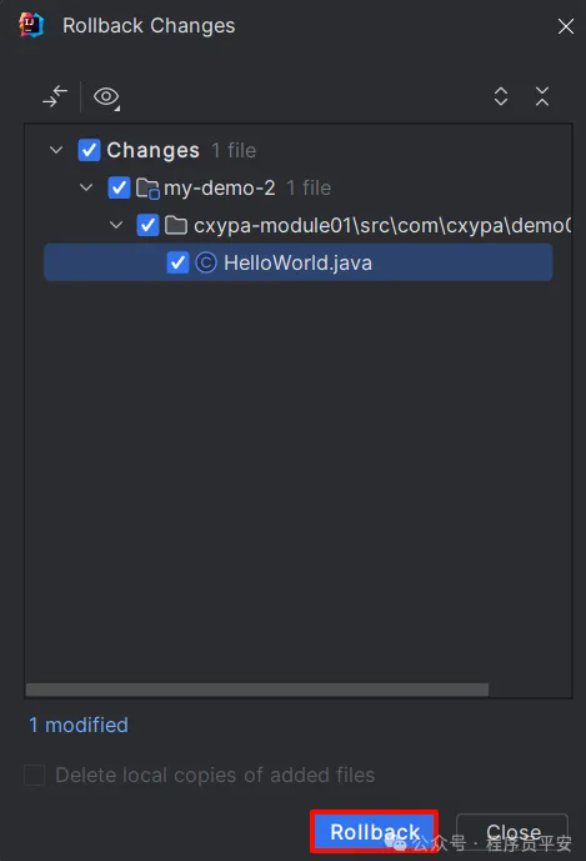 Rollback Changes
Changes 1 file
my-demo-2 1 file
cxypa-module01\src\com\cxypa\demo0
HelloWorld.java
1 modified
Delete local copies of added files
Rollback Close
公众号 · 程序员平安